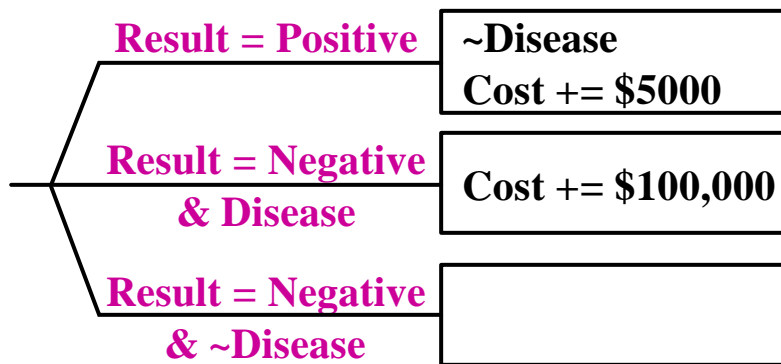 Result = Positive
~Disease
Cost += $5000
Result = Negative
& Disease
Cost += $100,000
Result = Negative
& ~Disease